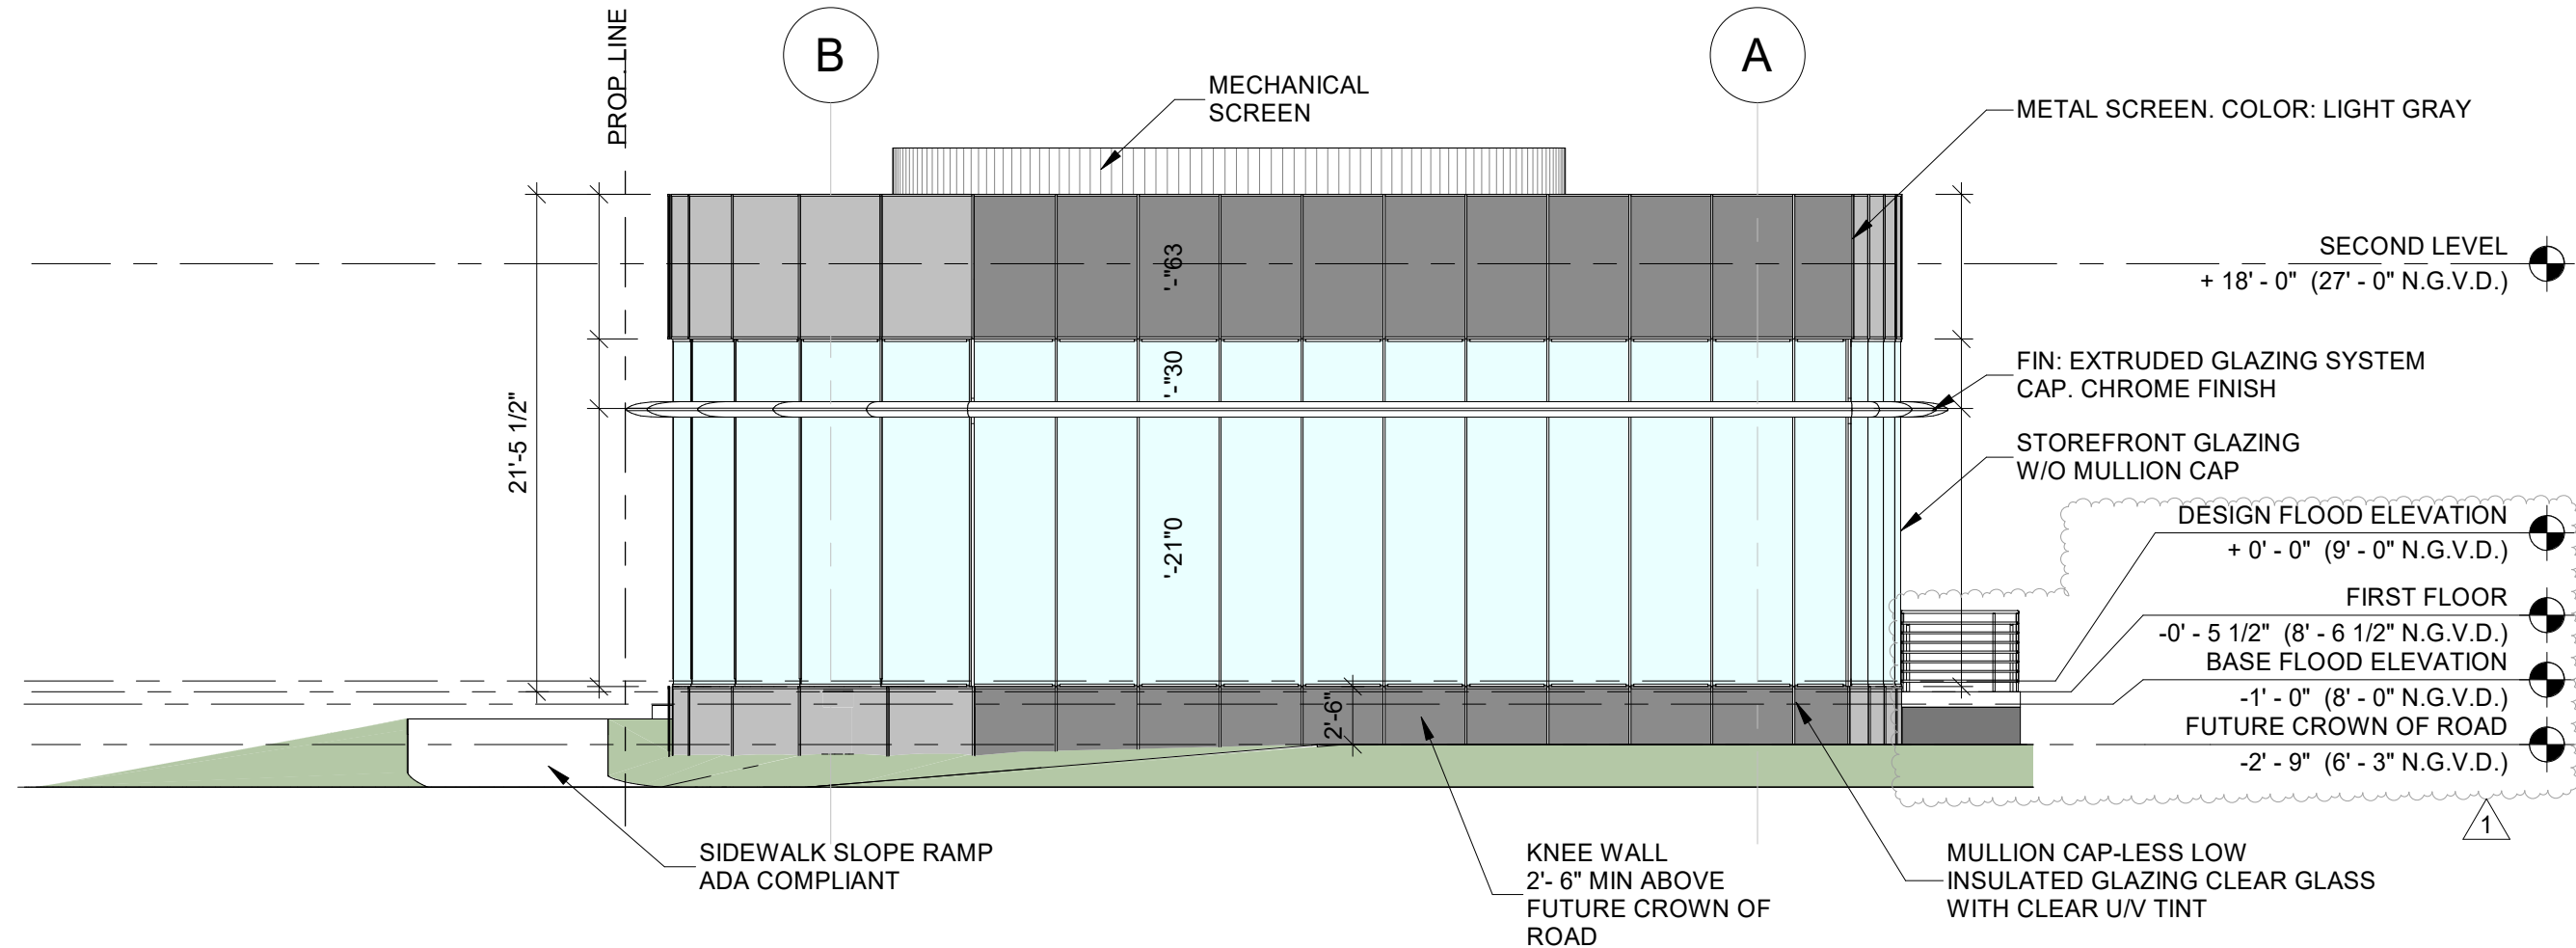 PROP. LINE
B
A
MECHANICAL
SCREEN
METAL SCREEN. COLOR: LIGHT GRAY
SECOND LEVEL
+ 18' - 0" (27' - 0" N.G.V.D.)
'-"63
'-"30
'-21"0
21'-5 1/2"
2'-6"
FIN: EXTRUDED GLAZING SYSTEM
CAP. CHROME FINISH
STOREFRONT GLAZING
W/O MULLION CAP
DESIGN FLOOD ELEVATION
+ 0' - 0" (9' - 0" N.G.V.D.)
FIRST FLOOR
-0' - 5 1/2" (8' - 6 1/2" N.G.V.D.)
BASE FLOOD ELEVATION
-1' - 0" (8' - 0" N.G.V.D.)
FUTURE CROWN OF ROAD
-2' - 9" (6' - 3" N.G.V.D.)
1
SIDEWALK SLOPE RAMP
ADA COMPLIANT
KNEE WALL
2'- 6" MIN ABOVE
FUTURE CROWN OF
ROAD
MULLION CAP-LESS LOW
INSULATED GLAZING CLEAR GLASS
WITH CLEAR U/V TINT